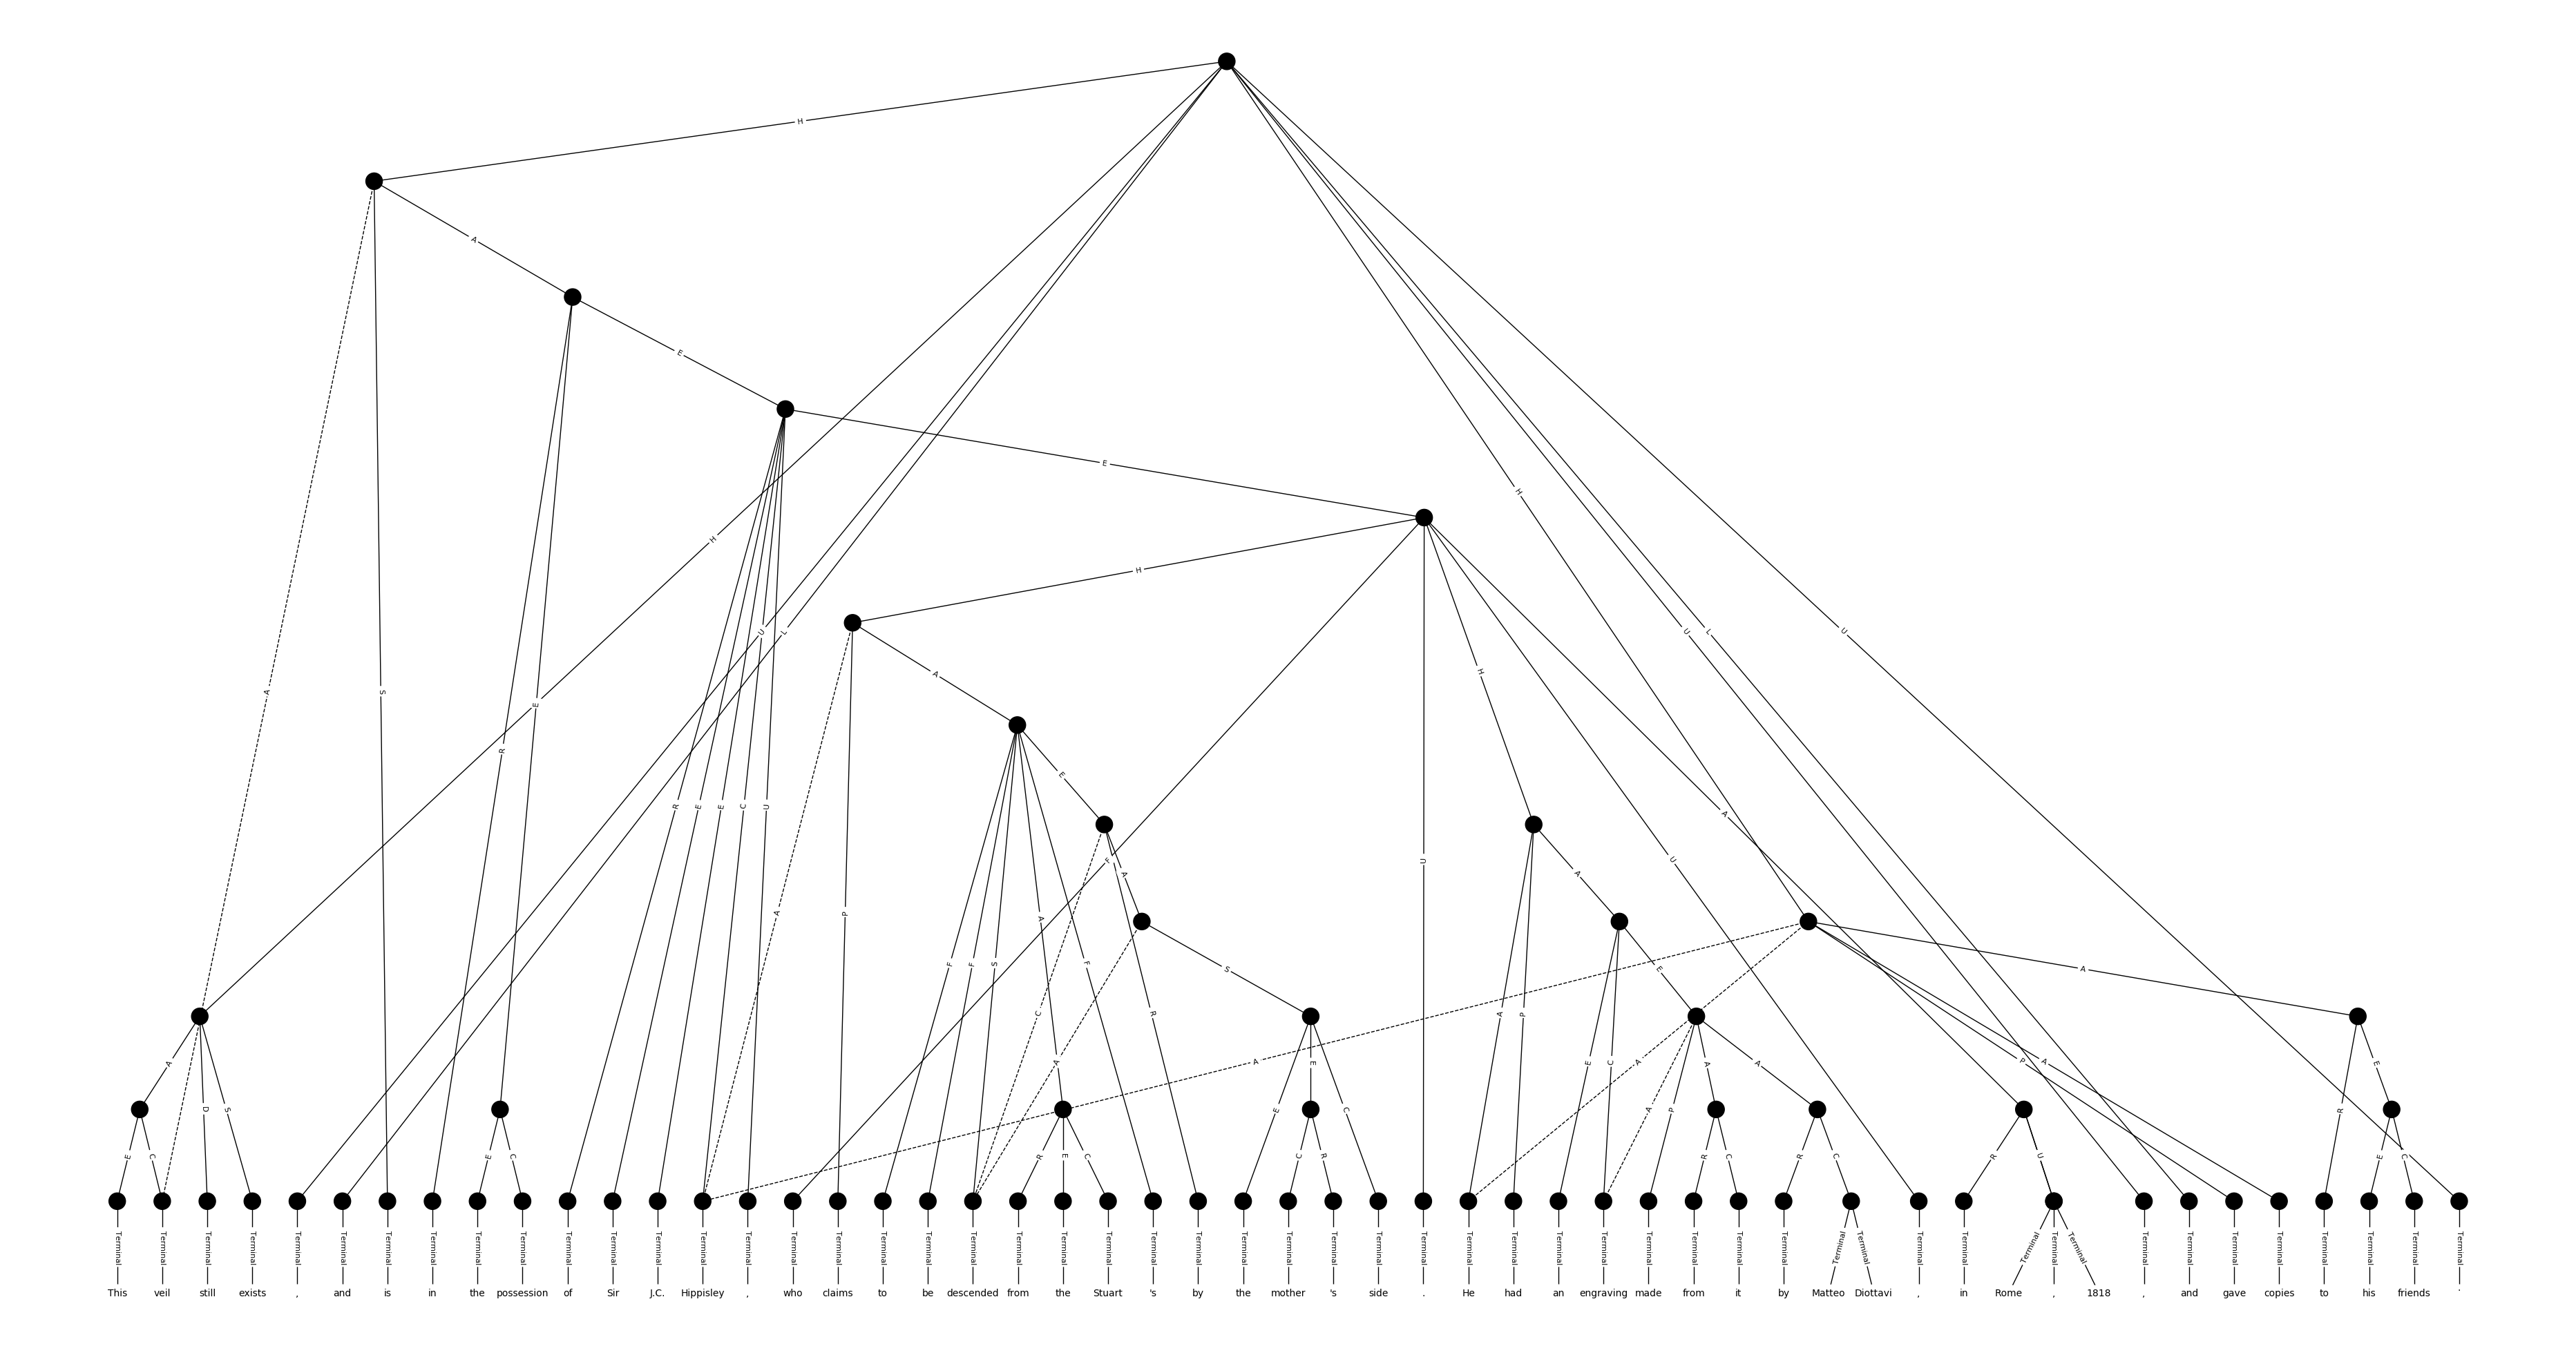 H
A
E
E
H
H
H
A
S
U
L
U
L
U
A
R
E
R
E
E
C
U
A
P
F
U
H
U
A
E
A
F
F
S
A
F
C
A
R
S
A
A
P
A
E
A
E
C
A
A
P
A
A
P
A
A
A
D
S
E
E
C
R
E
E
C
E
C
R
E
C
C
R
R
C
R
C
R
U
E
C
Terminal Terminal Terminal Terminal Terminal Terminal Terminal Terminal Terminal Terminal Terminal Terminal Terminal Terminal Terminal Terminal Terminal Terminal Terminal Terminal Terminal Terminal Terminal Terminal Terminal Terminal Terminal Terminal Terminal Terminal Terminal Terminal Terminal Terminal Terminal Terminal Terminal Terminal Terminal Terminal Terminal Terminal Terminal Terminal Terminal Terminal Terminal Terminal Terminal Terminal Terminal Terminal Terminal
This veil still exists , and is in the possession of Sir J.C. Hippisley , who claims to be descended from the Stuart 's by the mother 's side . He had an engraving made from it by Matteo Diottavi , in Rome , 1818 , and gave copies to his friends .